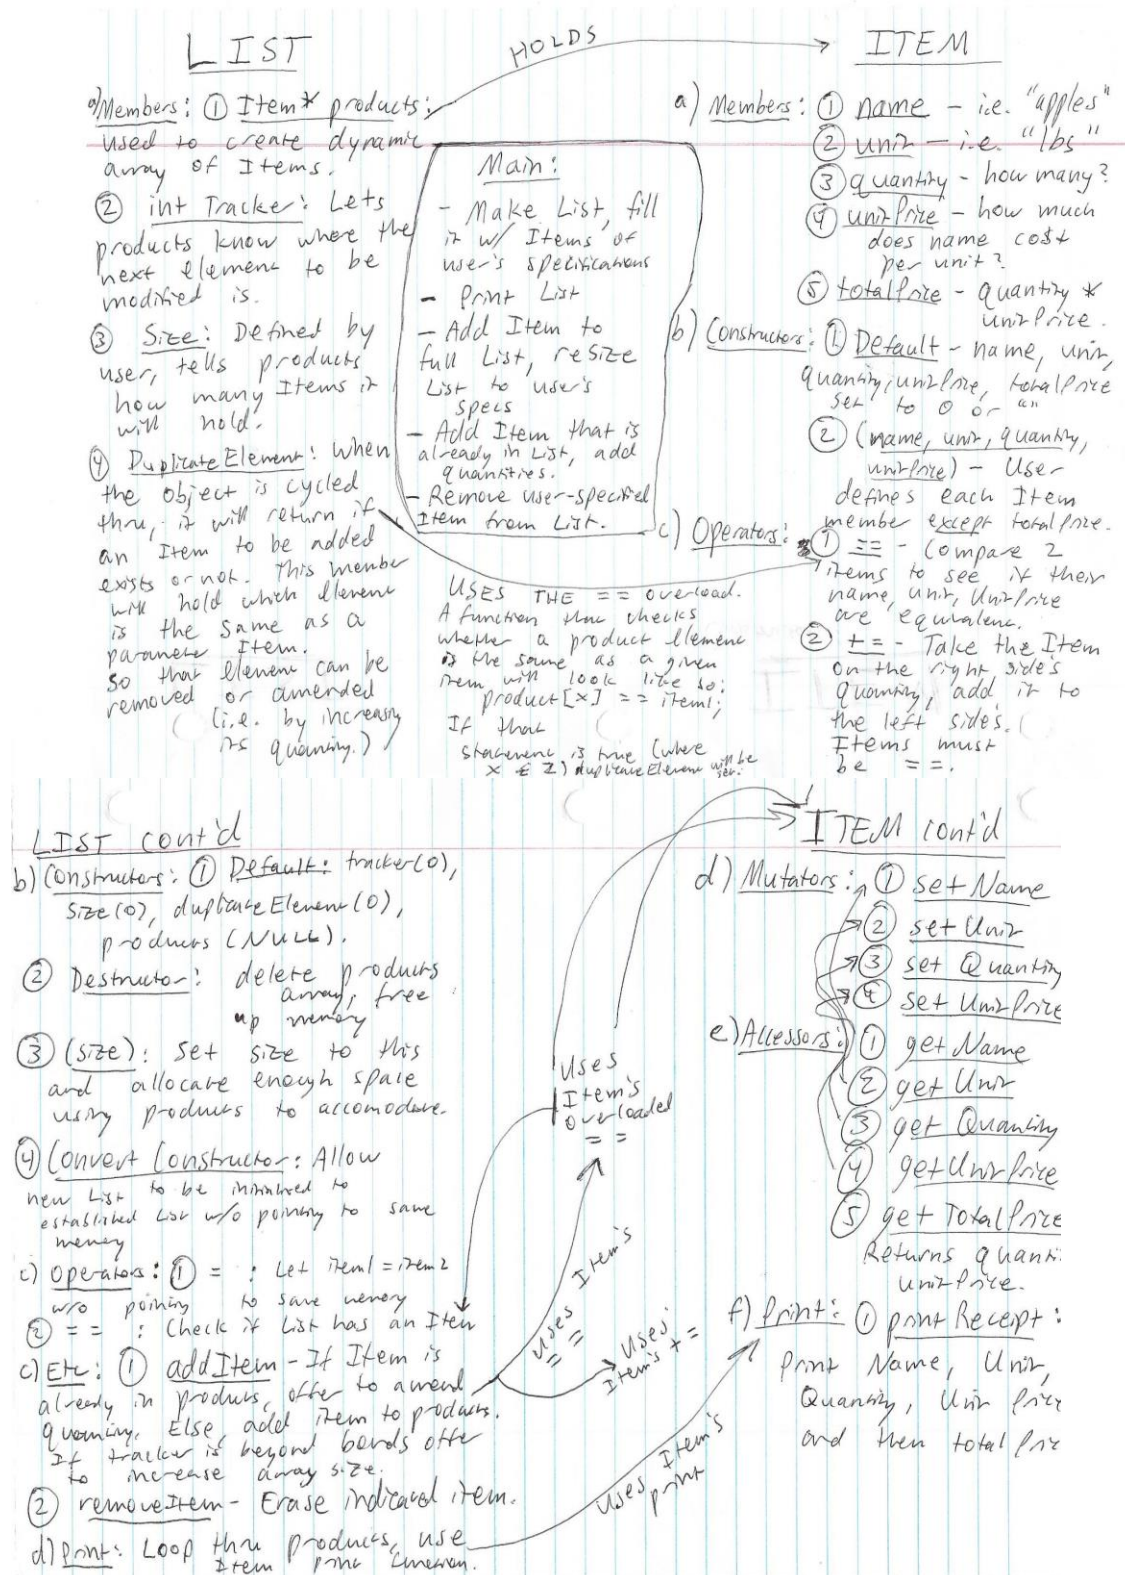 LIST
HOLDS
ITEM
a) Members: ① Item* products:
used to create dynamic
array of Items.
② int Tracker: Lets
products know where the
next element to be
modified is.
③ Size: Defined by
user, tells products
how many Items it
will hold.
④ DuplicateElement: When
the object is cycled
thru, it will return if
an Item to be added
exists or not. This member
will hold which element
is the same as a
parameter Item.
So that element can be
removed or amended
(i.e. by increasing
its quantity.)
Main:
- Make List, fill
it w/ Items of
user's specifications
- Print List
- Add Item to
full List, resize
List to user's
specs
- Add Item that is
already in List, add
quantities.
- Remove user-specified
Item from List.
USES THE == overload.
A function that checks
whether a product element
is the same as a given
item will look like so:
product[x] == item1;
If that
statement is true (where
x ∈ Z) duplicateElement will be
set.
a) Members: ① name - i.e. "apples"
② unit - i.e. "lbs"
③ quantity - how many?
④ unitPrice - how much
does name cost
per unit?
⑤ totalPrice - quantity *
unitPrice.
b) Constructors: ① Default - name, unit,
quantity, unitPrice, totalPrice
set to 0 or ""
② (name, unit, quantity,
unitPrice) - User
defines each Item
member except totalPrice.
c) Operators: ① == - Compare 2
items to see if their
name, unit, UnitPrice
are equivalent.
② += - Take the Item
on the right side's
quantity, add it to
the left side's.
Items must
be ==.
LIST cont'd
b) Constructors: ① Default: tracker(0),
Size(0), duplicateElement(0),
products (NULL).
② Destructor: delete products
array, free
up memory
③ (size): Set size to this
and allocate enough space
using products to accomodate.
④ Convert Constructor: Allow
new List to be initialized to
established List w/o pointing to same
memory
c) Operators: ① = : Let item1 = item2
w/o pointing to same memory
② == : Check if List has an Item
c) Etc: ① addItem - If Item is
already in products, offer to amend
quantity. Else, add item to products.
If tracker is beyond bounds offer
to increase array size.
② removeItem - Erase indicated item.
d) Print: Loop thru products, use
Item print function.
Uses
Item's
overloaded
==
Uses Item's
==
Uses
Item's +=
Uses Item's
print
ITEM cont'd
d) Mutators: ① set Name
② set Unit
③ set Quantity
④ set UnitPrice
e) Accessors: ① get Name
② get Unit
③ get Quantity
④ getUnitPrice
⑤ get TotalPrice
Returns quanti
unitPrice.
f) Print: ① print Receipt:
Print Name, Unit,
Quantity, Unit Price
and then total Pric